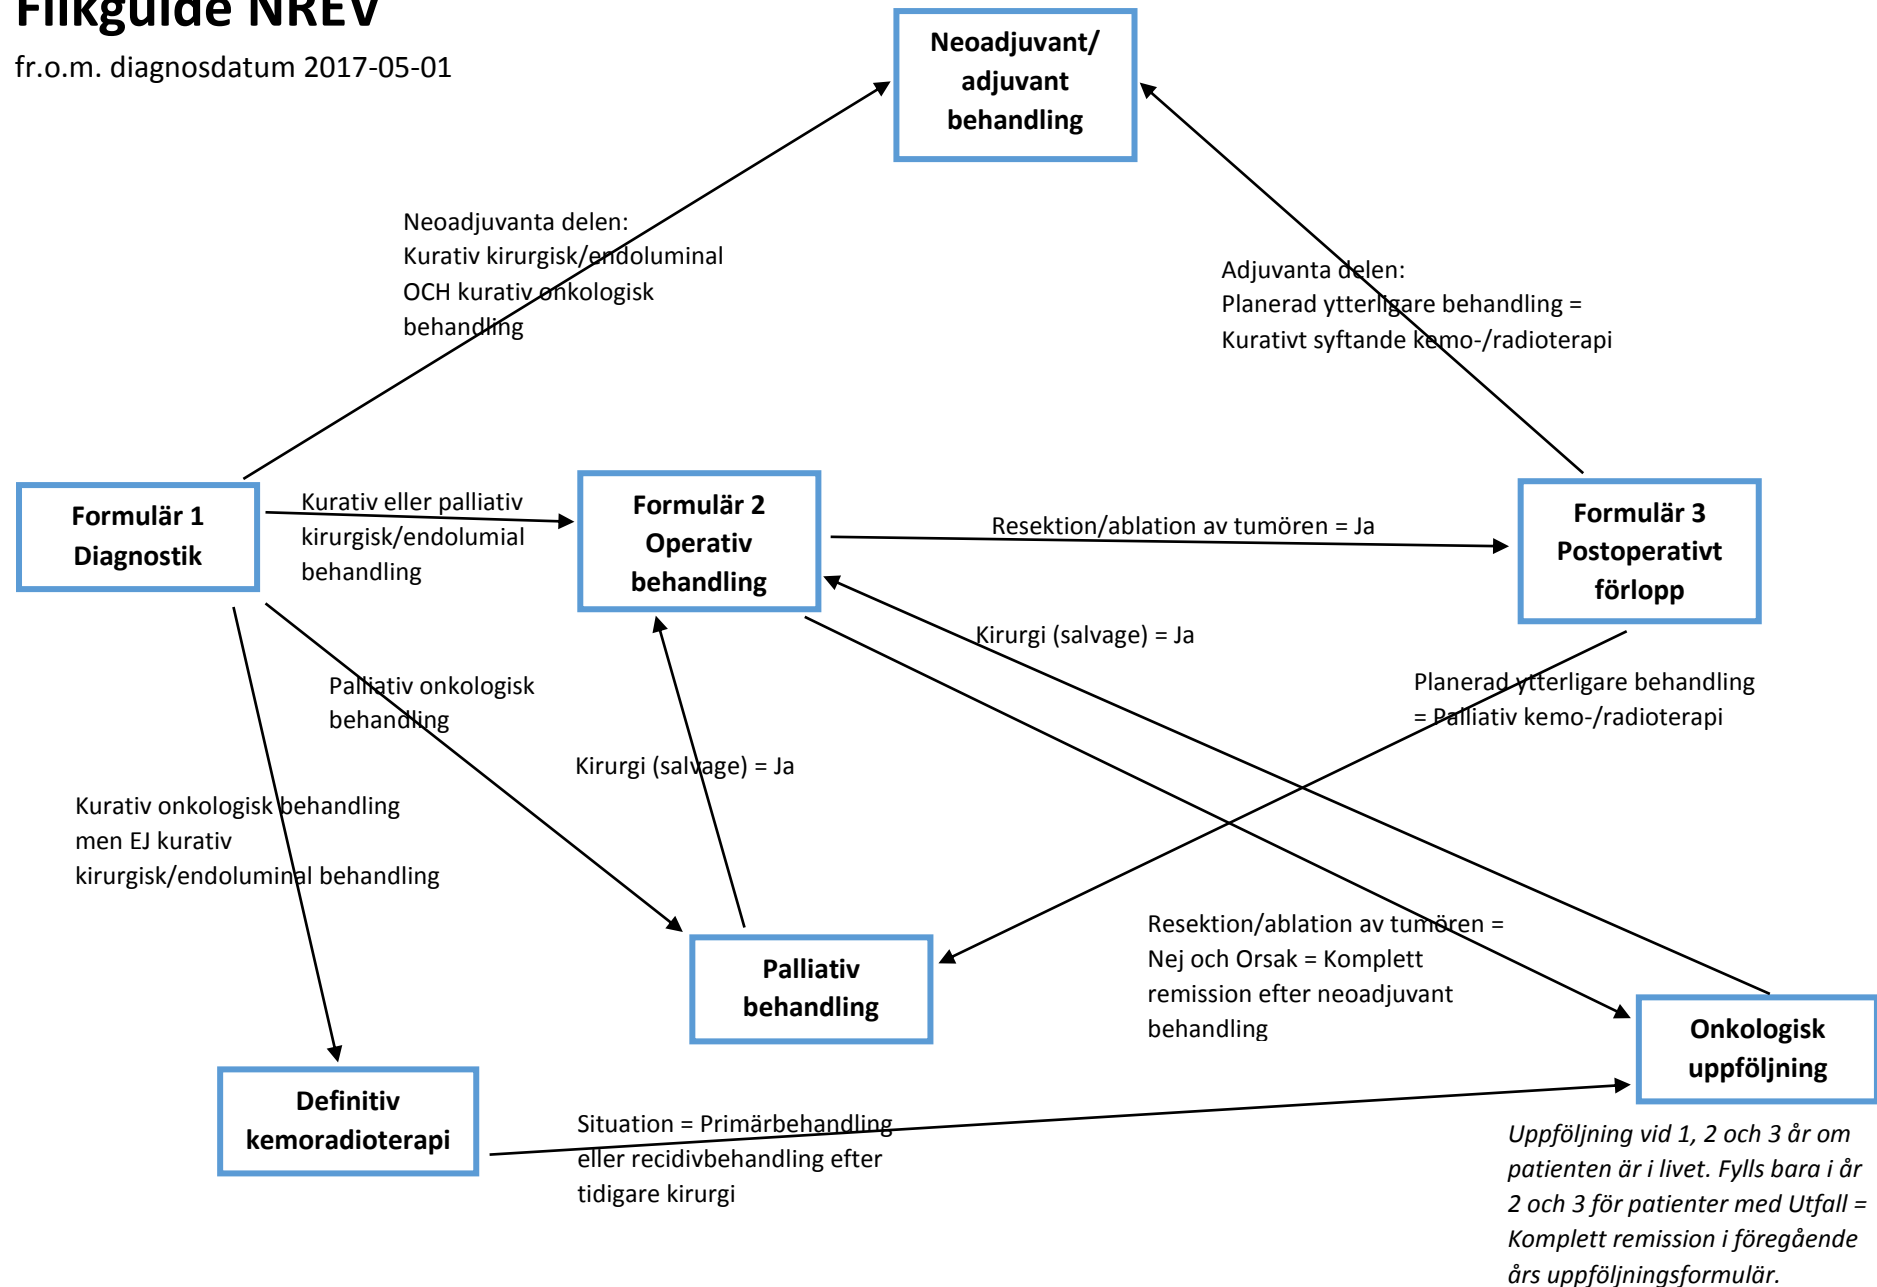 Flikguide NREV
fr.o.m. diagnosdatum 2017-05-01
Neoadjuvant/
adjuvant
behandling
Neoadjuvanta delen:
Kurativ kirurgisk/endoluminal
OCH kurativ onkologisk
behandling
Adjuvanta delen:
Planerad ytterligare behandling =
Kurativt syftande kemo-/radioterapi
Formulär 1
Diagnostik
Kurativ eller palliativ
kirurgisk/endolumial
behandling
Formulär 2
Operativ
behandling
Resektion/ablation av tumören = Ja
Formulär 3
Postoperativt
förlopp
Kirurgi (salvage) = Ja
Palliativ onkologisk
behandling
Planerad ytterligare behandling
= Palliativ kemo-/radioterapi
Kirurgi (salvage) = Ja
Kurativ onkologisk behandling
men EJ kurativ
kirurgisk/endoluminal behandling
Resektion/ablation av tumören =
Nej och Orsak = Komplett
remission efter neoadjuvant
behandling
Palliativ
behandling
Onkologisk
uppföljning
Definitiv
kemoradioterapi
Situation = Primärbehandling
eller recidivbehandling efter
tidigare kirurgi
Uppföljning vid 1, 2 och 3 år om
patienten är i livet. Fylls bara i år
2 och 3 för patienter med Utfall =
Komplett remission i föregående
års uppföljningsformulär.